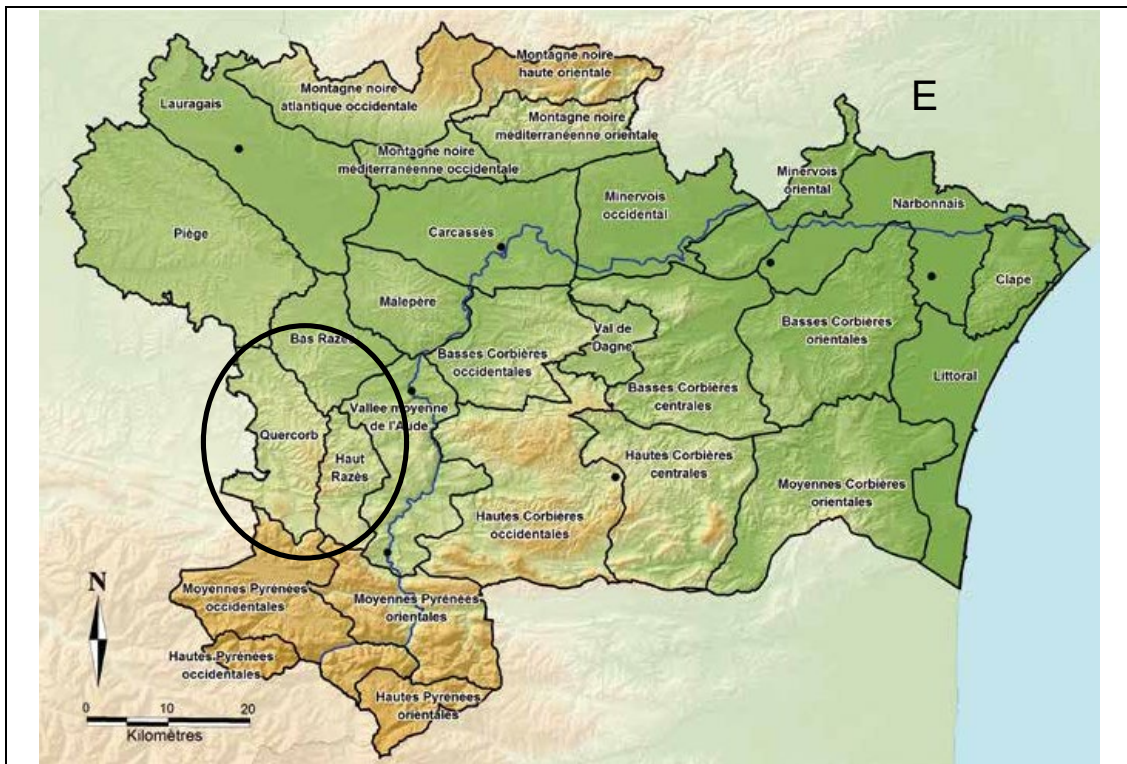 Montagne noire
haute orientale
E
Montagne noire
atlantique occidentale
Lauragais
Montagne noire
méditerranéenne orientale
Montagne noire
méditerranéenne occidentale
Minervois
oriental
Minervois
occidental
Narbonnais
Piège
Carcassès
Clape
Malepère
Basses Corbières
orientales
Val de
Dagne
Bas Razès
Basses Corbières
occidentales
Littoral
Basses Corbières
centrales
Vallée moyenne
de l'Aude
Quercorb
Haut
Razès
Hautes Corbières
centrales
Moyennes Corbières
orientales
Hautes Corbières
occidentales
N
Moyennes Pyrénées
occidentales
Moyennes Pyrénées
orientales
Hautes Pyrénées
occidentales
Hautes Pyrénées
orientales
0 10 20
Kilomètres